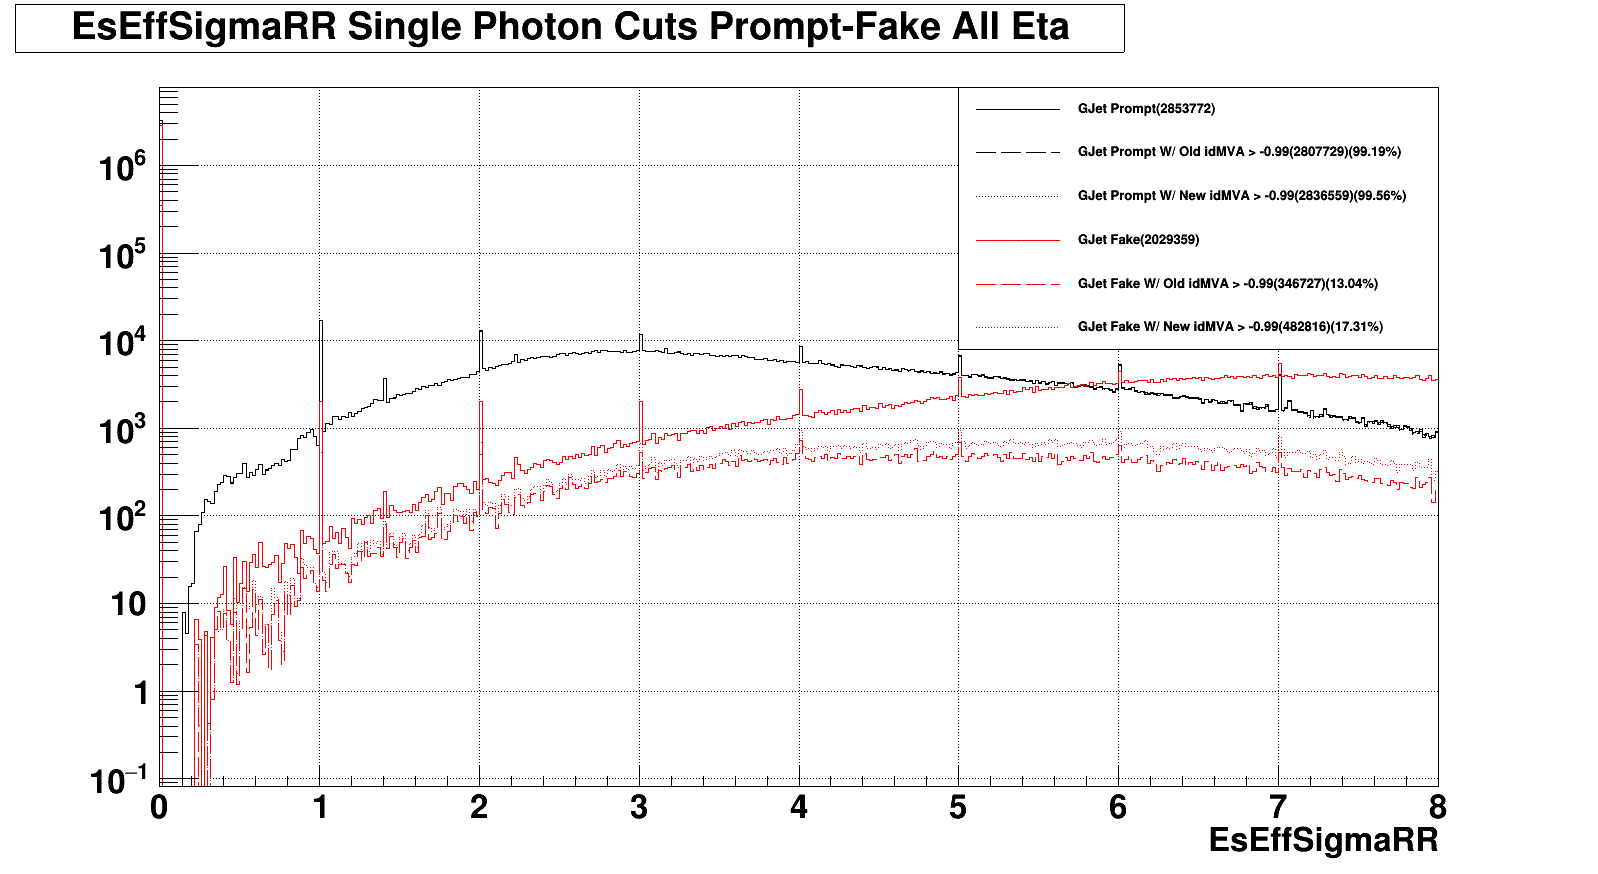 EsEffSigmaRR Single Photon Cuts Prompt-Fake All Eta
GJet Prompt(2853772)
GJet Prompt W/ Old idMVA > -0.99(2807729)(99.19%)
GJet Prompt W/ New idMVA > -0.99(2836559)(99.56%)
GJet Fake(2029359)
GJet Fake W/ Old idMVA > -0.99(346727)(13.04%)
GJet Fake W/ New idMVA > -0.99(482816)(17.31%)
10^6
10^5
10^4
10^3
10^2
10
1
10^−1
0 1 2 3 4 5 6 7 8
EsEffSigmaRR